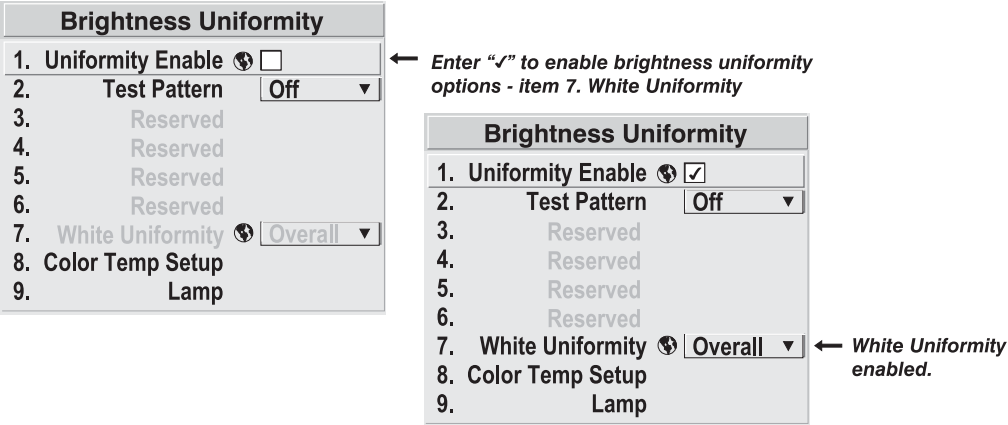 Brightness Uniformity
1. Uniformity Enable
2. Test Pattern Off
3. Reserved
4. Reserved
5. Reserved
6. Reserved
7. White Uniformity Overall
8. Color Temp Setup
9. Lamp
Enter “✓” to enable brightness uniformity
options - item 7. White Uniformity
Brightness Uniformity
1. Uniformity Enable ✓
2. Test Pattern Off
3. Reserved
4. Reserved
5. Reserved
6. Reserved
7. White Uniformity Overall
8. Color Temp Setup
9. Lamp
White Uniformity
enabled.